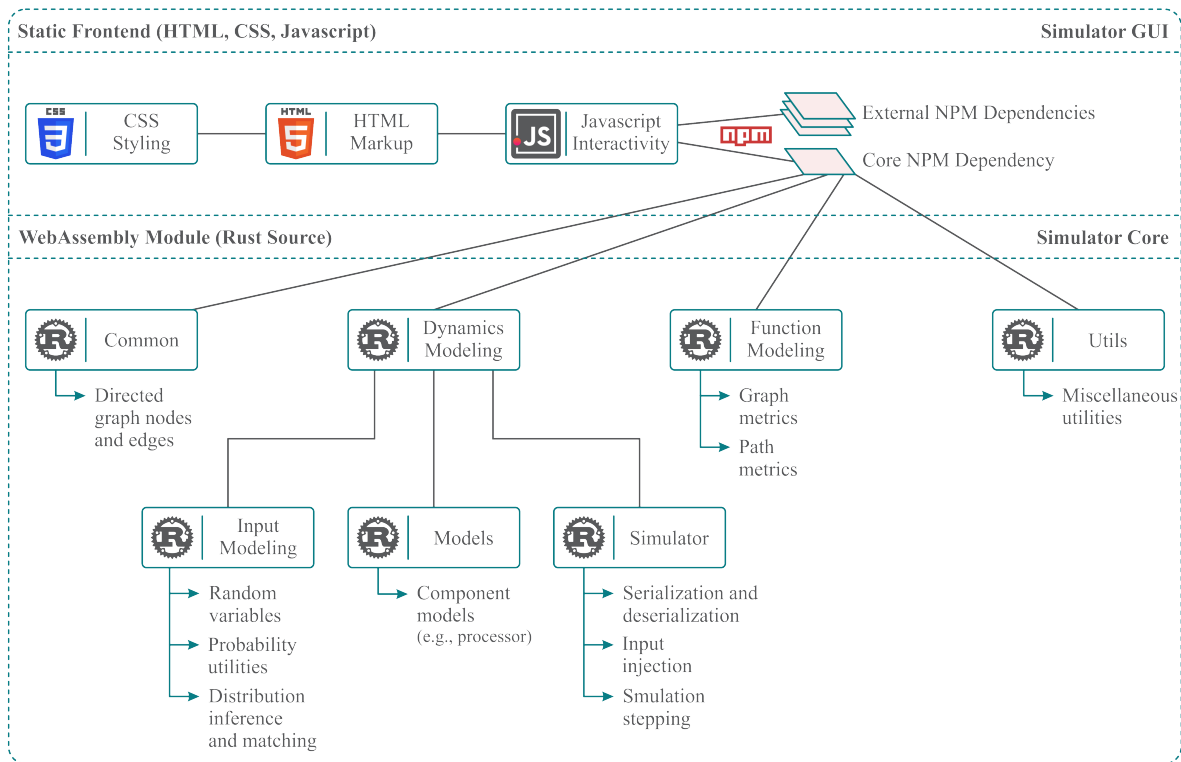 Static Frontend (HTML, CSS, Javascript)
Simulator GUI
CSS
CSS
Styling
HTML
HTML
Markup
JS
Javascript
Interactivity
npm
External NPM Dependencies
Core NPM Dependency
WebAssembly Module (Rust Source)
Simulator Core
R
Common
R
Dynamics
Modeling
R
Function
Modeling
R
Utils
Directed
graph nodes
and edges
Graph
metrics
Path
metrics
Miscellaneous
utilities
R
Input
Modeling
R
Models
R
Simulator
Random
variables
Probability
utilities
Distribution
inference
and matching
Component
models
(e.g., processor)
Serialization and
deserialization
Input
injection
Smulation
stepping